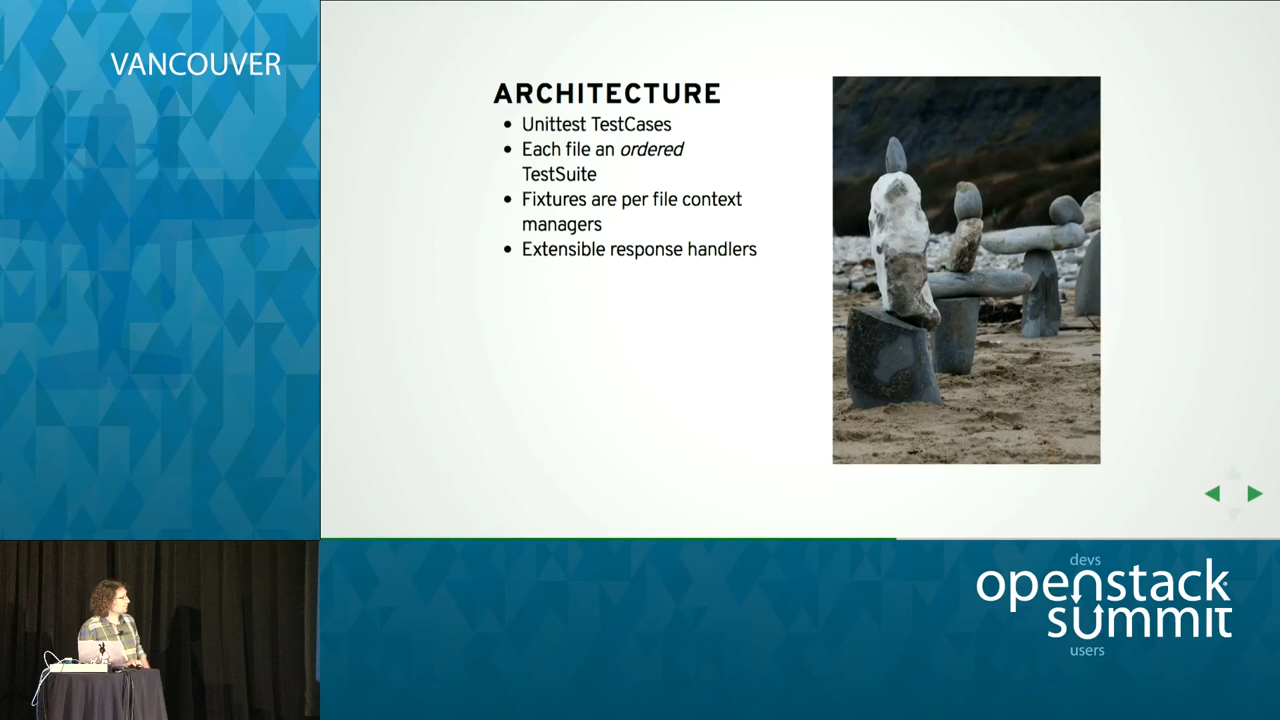 VANCOUVER
ARCHITECTURE
• Unittest TestCases
• Each file an ordered
TestSuite
• Fixtures are per file context
managers
• Extensible response handlers
devs
openstack
summit
users